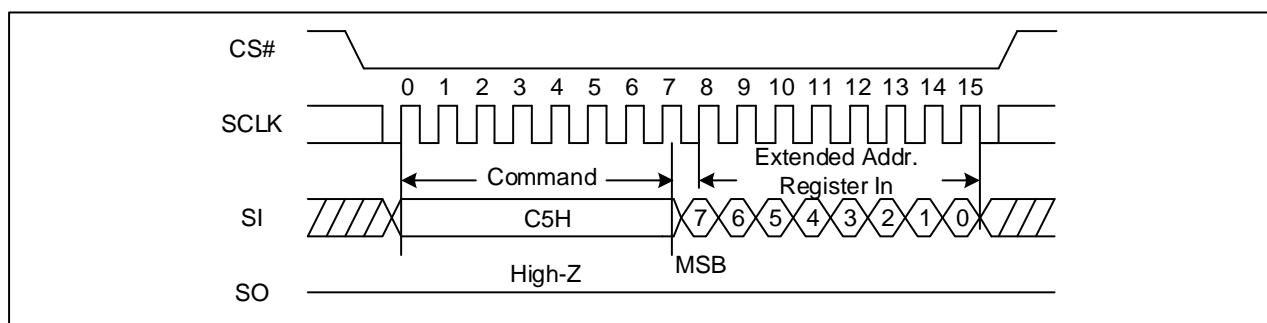 CS#
0 1 2 3 4 5 6 7 8 9 10 11 12 13 14 15
SCLK
Command
Extended Addr.
Register In
SI
C5H
7 6 5 4 3 2 1 0
High-Z
MSB
SO